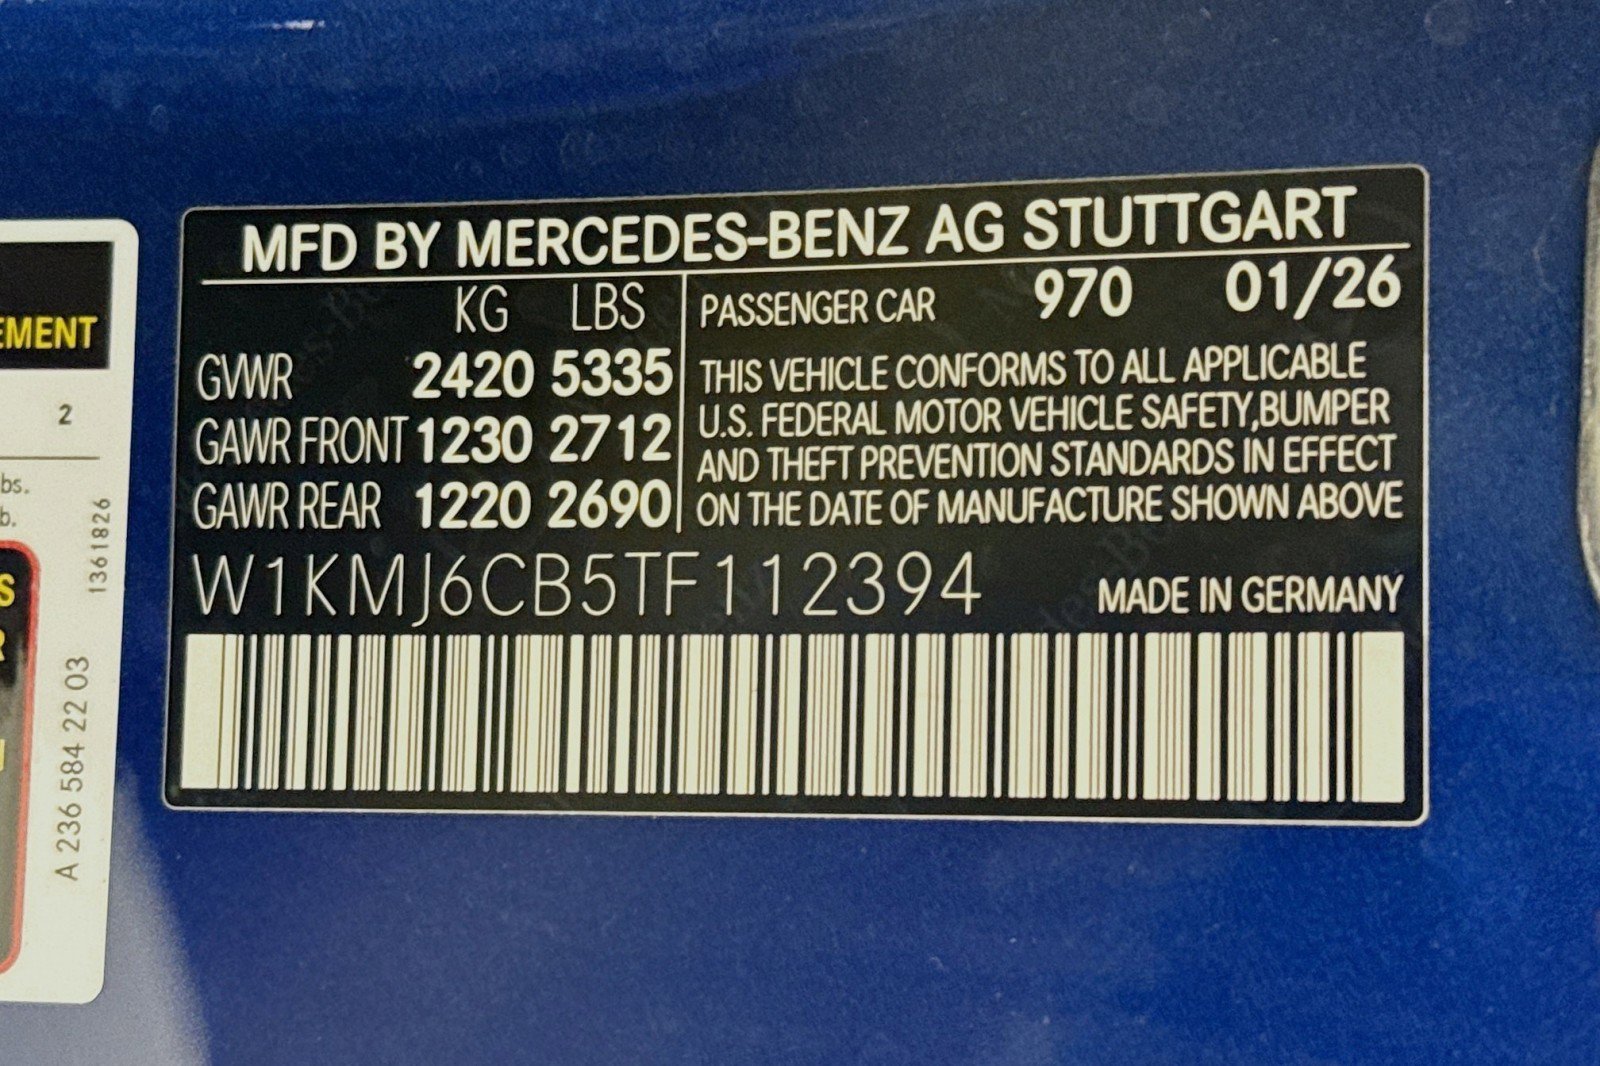 MFD BY MERCEDES-BENZ AG STUTTGART
KG LBS
GVWR 2420 5335
GAWR FRONT 1230 2712
GAWR REAR 1220 2690
PASSENGER CAR 970 01/26
THIS VEHICLE CONFORMS TO ALL APPLICABLE
U.S. FEDERAL MOTOR VEHICLE SAFETY,BUMPER
AND THEFT PREVENTION STANDARDS IN EFFECT
ON THE DATE OF MANUFACTURE SHOWN ABOVE
W1KMJ6CB5TF112394
MADE IN GERMANY
EMENT
2
bs.
b.
S
R
1361826
A 236 584 22 03